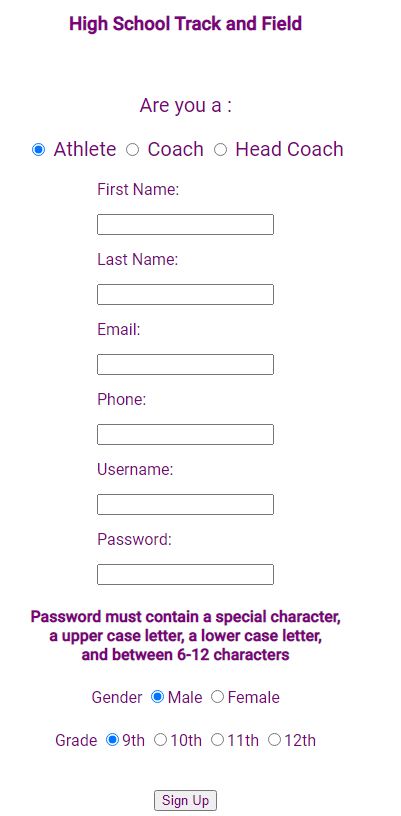 High School Track and Field
Are you a :
Athlete Coach Head Coach
First Name:
Last Name:
Email:
Phone:
Username:
Password:
Password must contain a special character,
a upper case letter, a lower case letter,
and between 6-12 characters
Gender Male Female
Grade 9th 10th 11th 12th
Sign Up